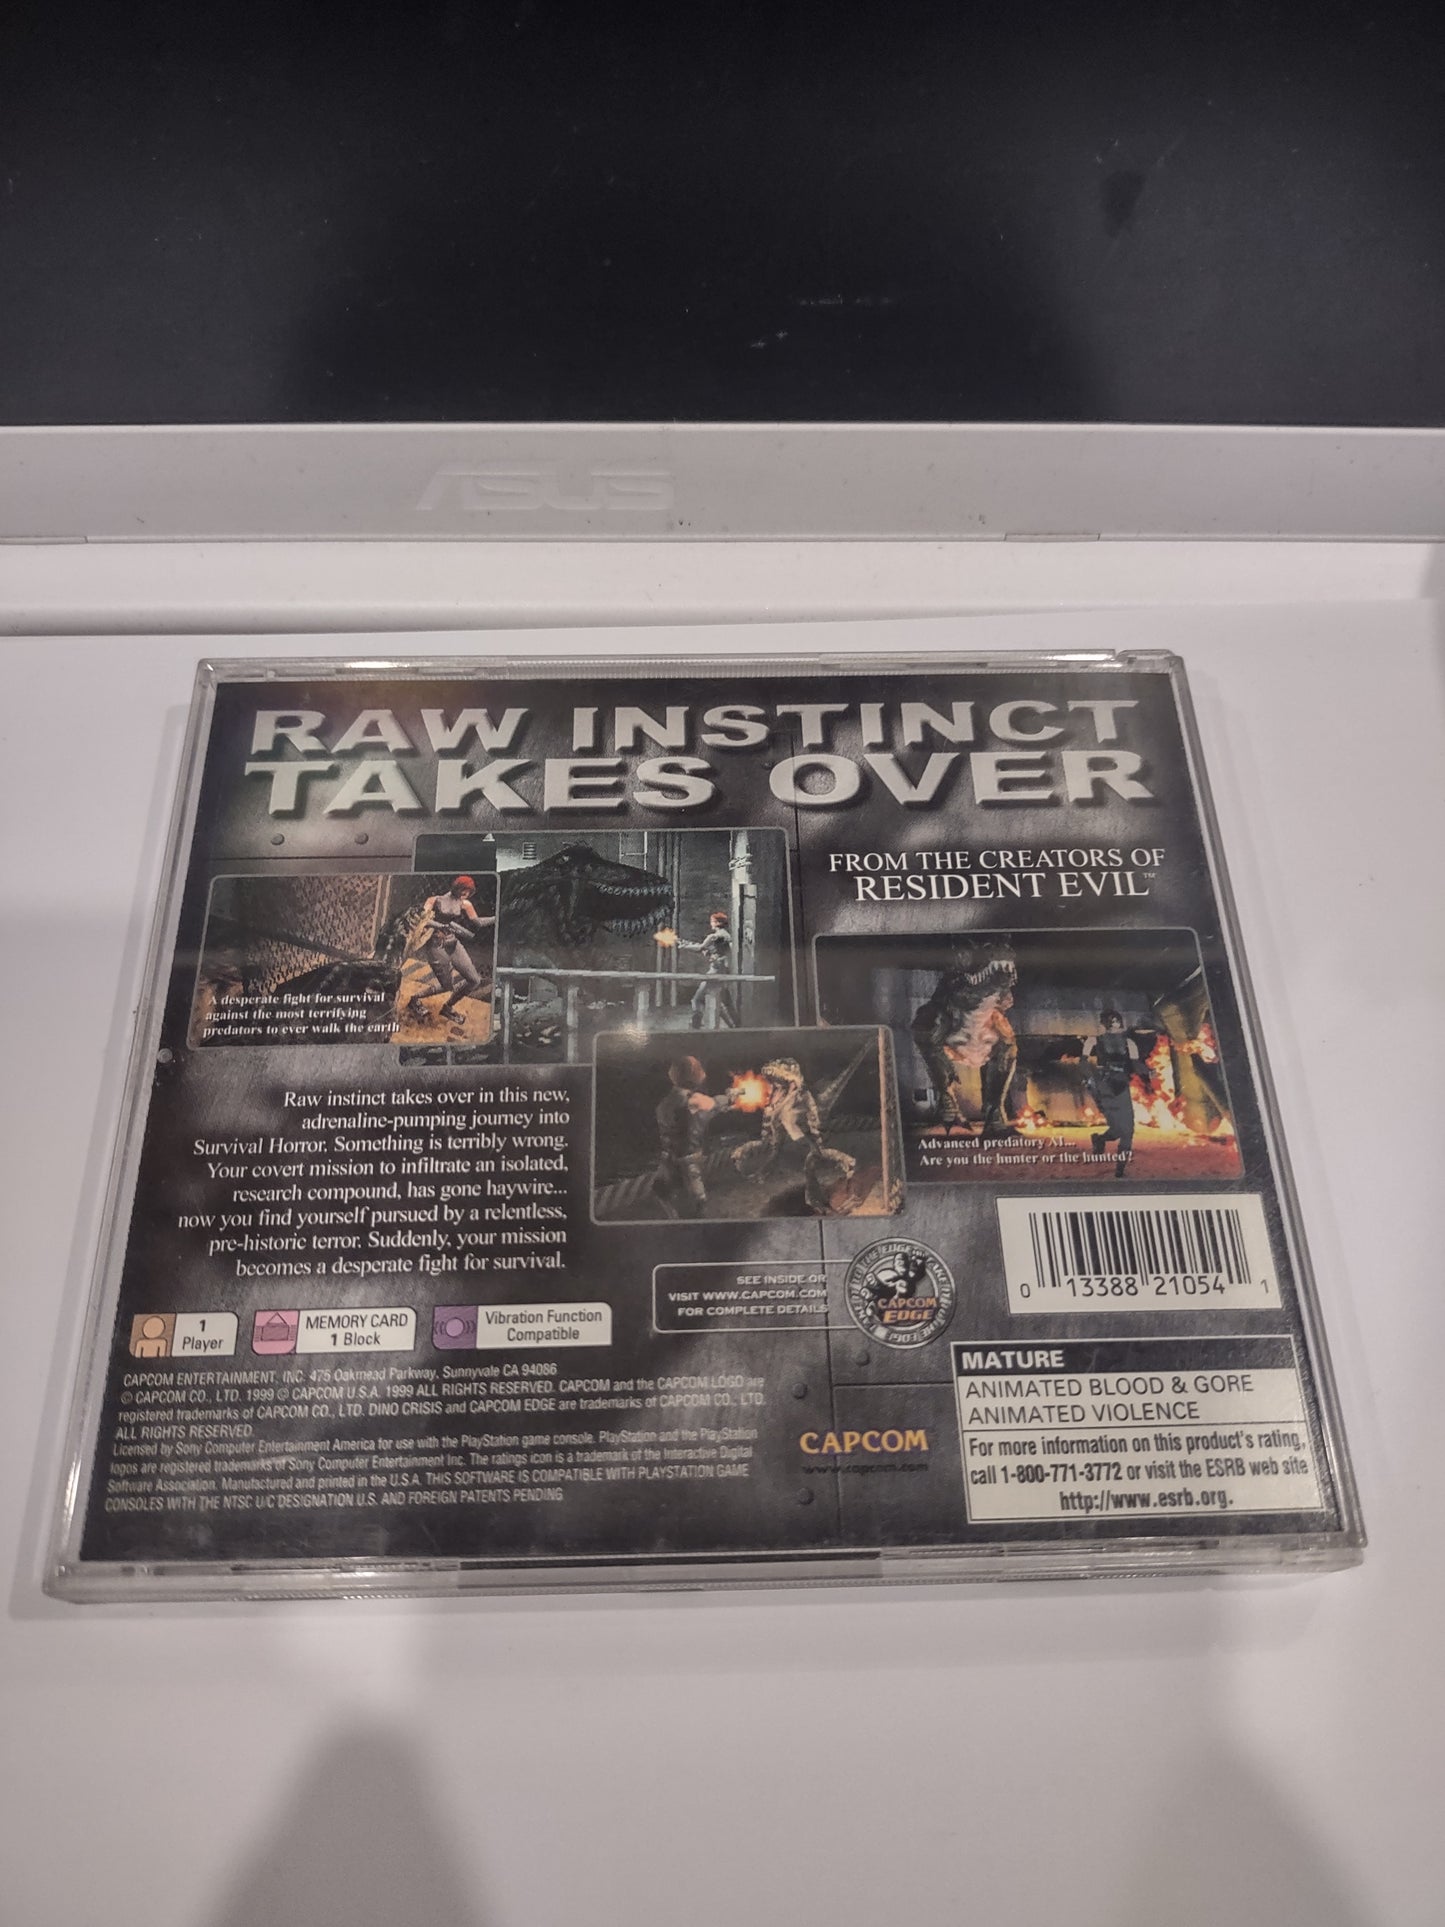 ASUS
RAW INSTINCT
TAKES OVER
FROM THE CREATORS OF
RESIDENT EVIL™
A desperate fight for survival
against the most terrifying
predators to ever walk the earth
Advanced predatory AI...
Are you the hunter or the hunted?
Raw instinct takes over in this new,
adrenaline-pumping journey into
Survival Horror. Something is terribly wrong.
Your covert mission to infiltrate an isolated,
research compound, has gone haywire...
now you find yourself pursued by a relentless,
pre-historic terror. Suddenly, your mission
becomes a desperate fight for survival.
SEE INSIDE OR
VISIT WWW.CAPCOM.COM
FOR COMPLETE DETAILS
CAPCOM
EDGE
0 13388 21054 1
1
Player
MEMORY CARD
1 Block
Vibration Function
Compatible
CAPCOM ENTERTAINMENT, INC. 475 Oakmead Parkway, Sunnyvale CA 94086
© CAPCOM CO., LTD. 1999 © CAPCOM U.S.A. 1999 ALL RIGHTS RESERVED. CAPCOM and the CAPCOM LOGO are
registered trademarks of CAPCOM CO., LTD. DINO CRISIS and CAPCOM EDGE are trademarks of CAPCOM CO., LTD.
ALL RIGHTS RESERVED.
Licensed by Sony Computer Entertainment America for use with the PlayStation game console. PlayStation and the PlayStation
logos are registered trademarks of Sony Computer Entertainment Inc. The ratings icon is a trademark of the Interactive Digital
Software Association. Manufactured and printed in the U.S.A. THIS SOFTWARE IS COMPATIBLE WITH PLAYSTATION GAME
CONSOLES WITH THE NTSC U/C DESIGNATION U.S. AND FOREIGN PATENTS PENDING
CAPCOM
www.capcom.com
MATURE
ANIMATED BLOOD & GORE
ANIMATED VIOLENCE
For more information on this product's rating,
call 1-800-771-3772 or visit the ESRB web site
http://www.esrb.org.